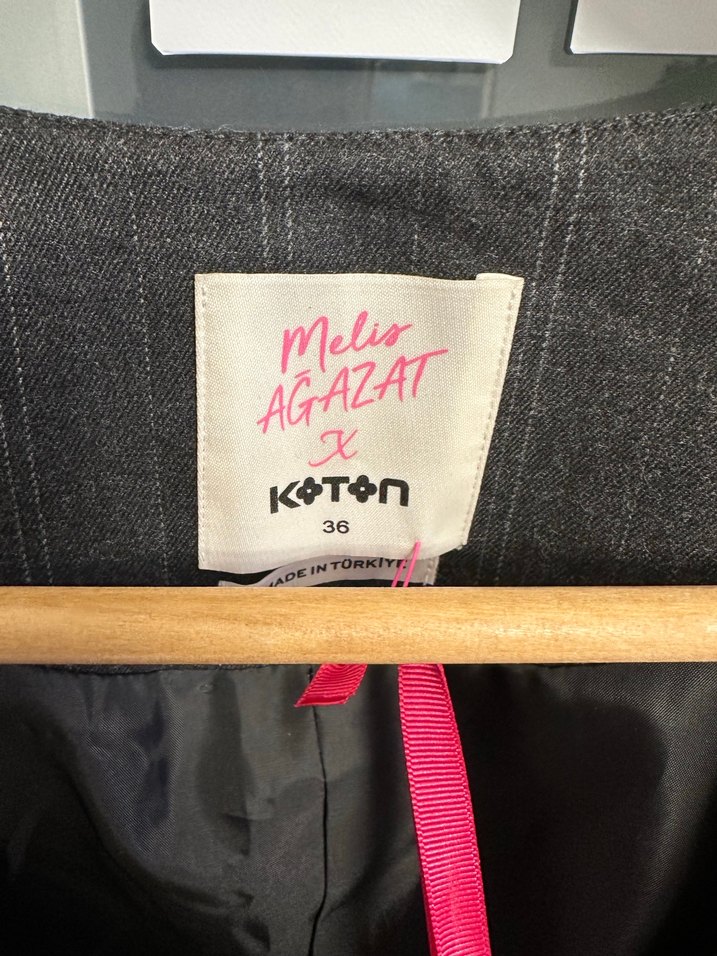 Melis
AĞAZAT
X
KOTON
36
MADE IN TÜRKİYE